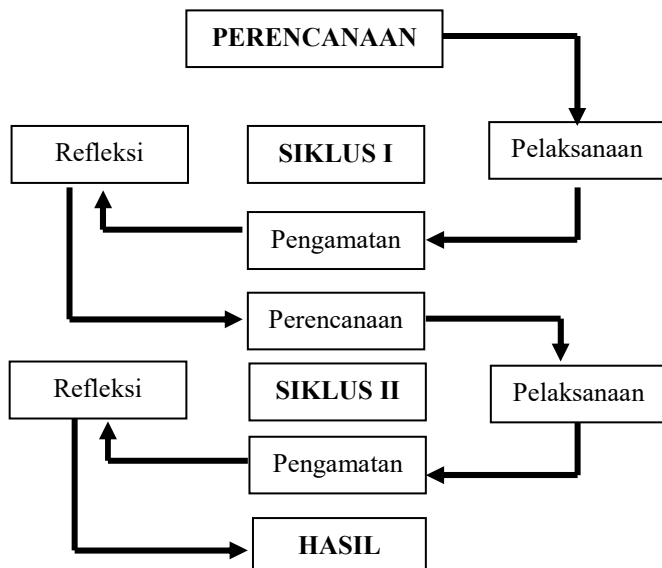 PERENCANAAN
Refleksi
SIKLUS I
Pelaksanaan
Pengamatan
Perencanaan
Refleksi
SIKLUS II
Pelaksanaan
Pengamatan
HASIL